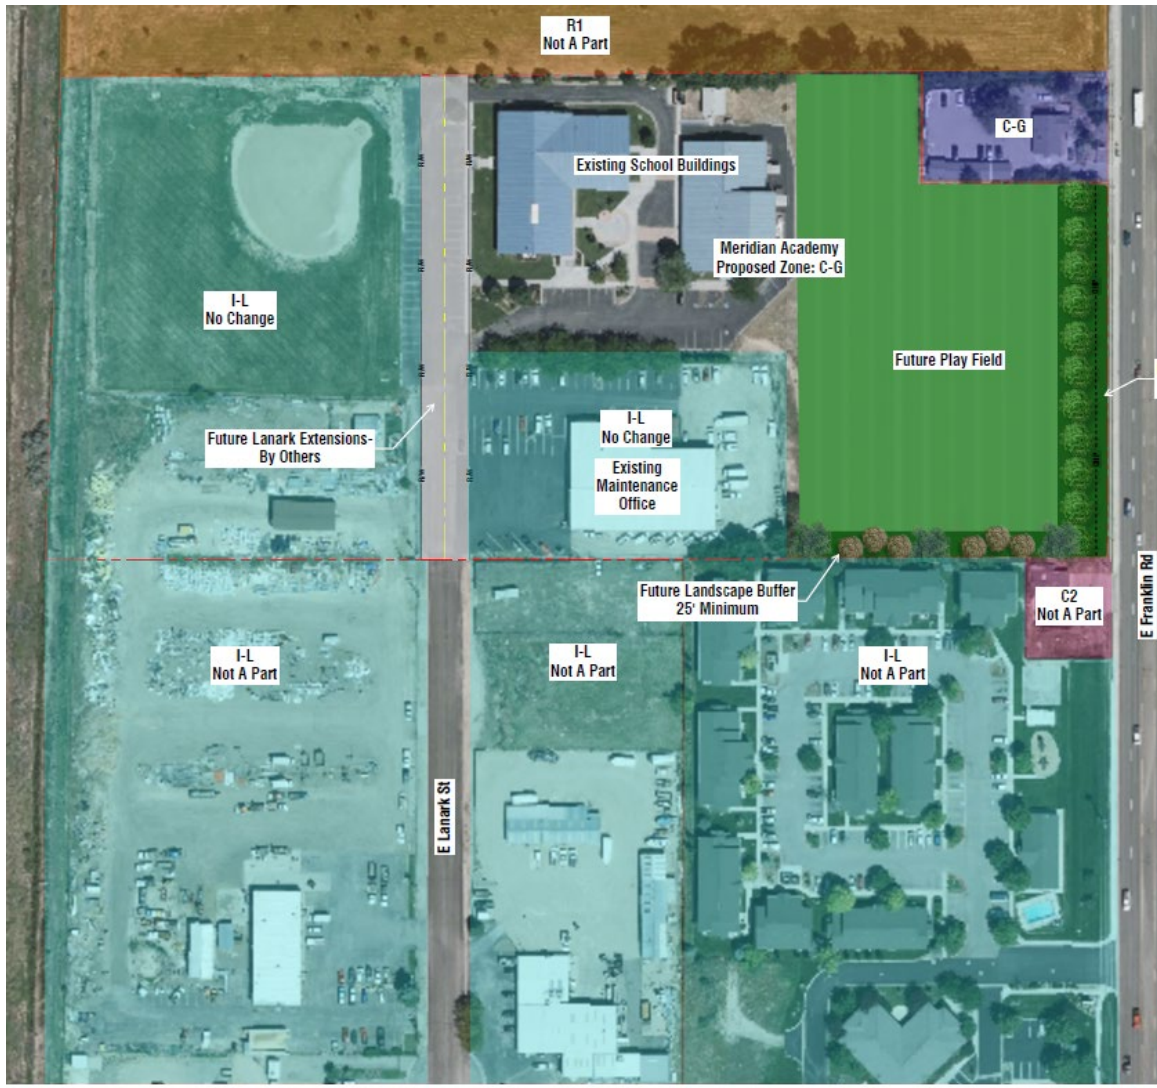 R1
Not A Part
C-G
Existing School Buildings
Meridian Academy
Proposed Zone: C-G
I-L
No Change
Future Play Field
I-L
No Change
Future Lanark Extensions-
By Others
Existing
Maintenance
Office
Future Landscape Buffer
25' Minimum
C2
Not A Part
E Franklin Rd
I-L
Not A Part
I-L
Not A Part
I-L
Not A Part
E Lanark St